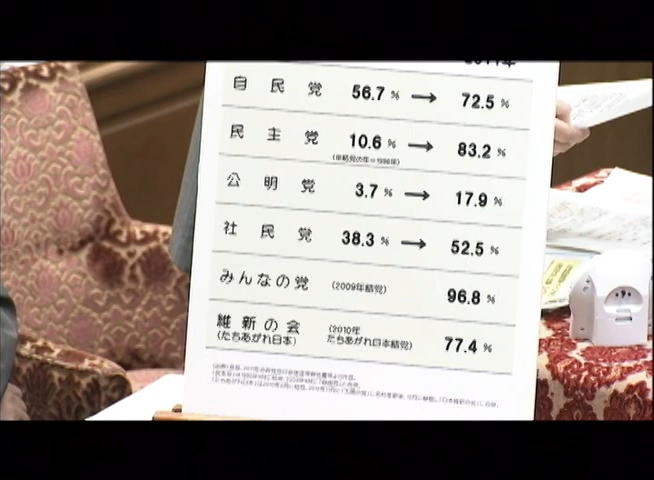 自民党 56.7% → 72.5%
民主党 10.6% → 83.2%
(※結党の年=1996年)
公明党 3.7% → 17.9%
社民党 38.3% → 52.5%
みんなの党 (2009年結党) 96.8%
維新の会 (2010年 77.4%
(たちあがれ日本) たちあがれ日本結党)